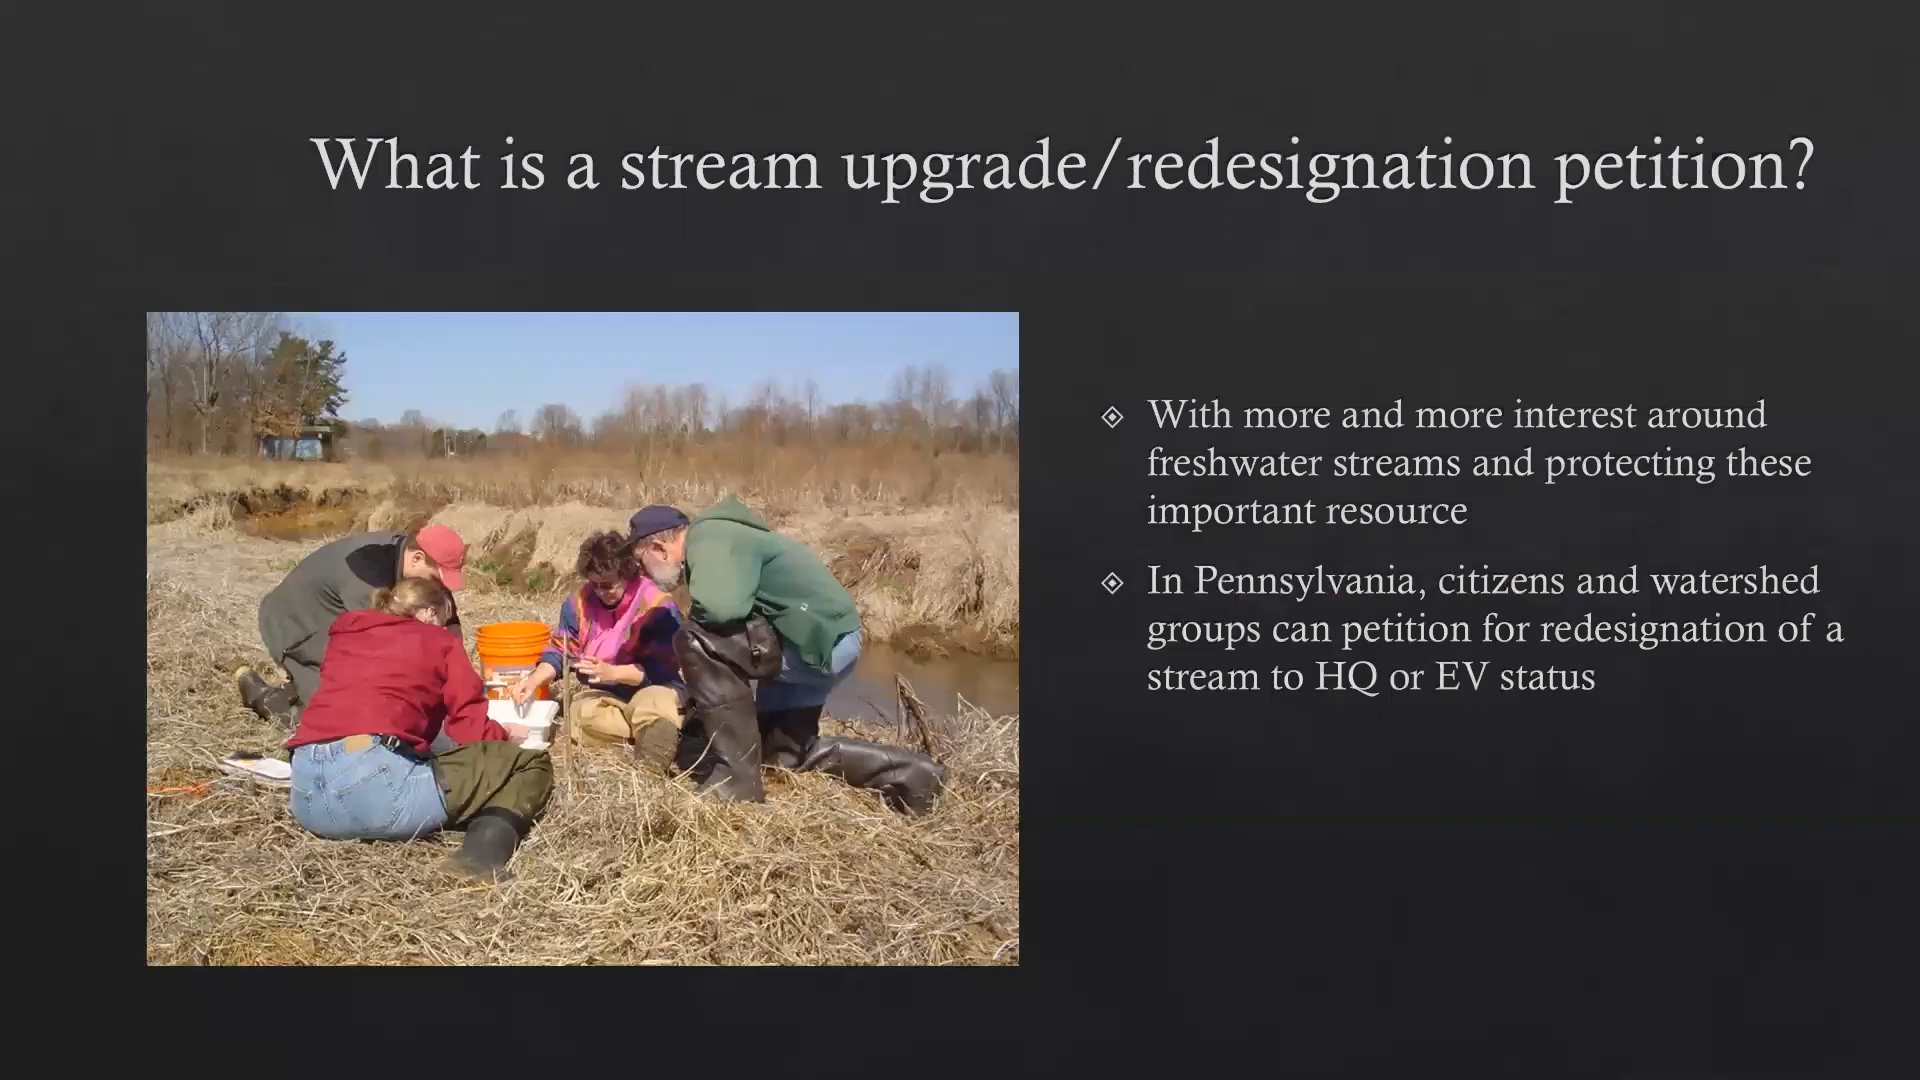 What is a stream upgrade/redesignation petition?
With more and more interest around
freshwater streams and protecting these
important resource
In Pennsylvania, citizens and watershed
groups can petition for redesignation of a
stream to HQ or EV status